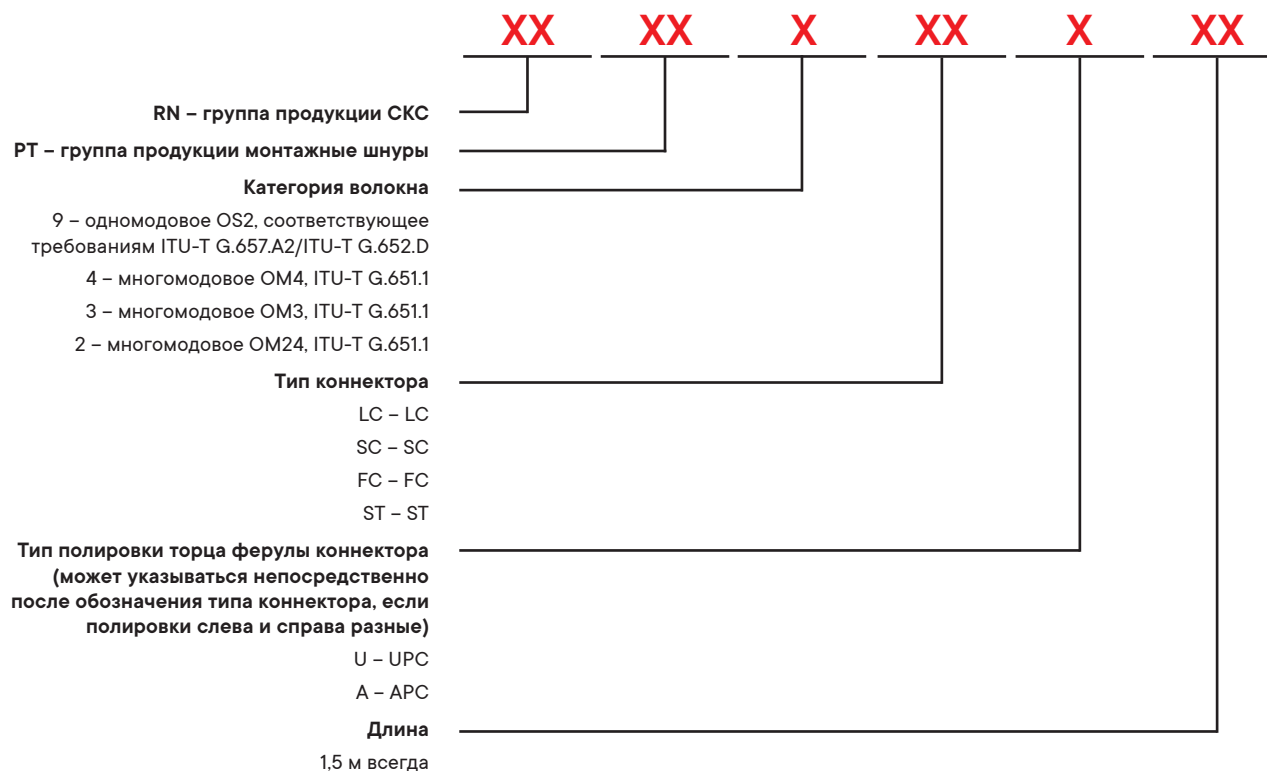 XX XX X XX X XX
RN – группа продукции СКС
PT – группа продукции монтажные шнуры
Категория волокна
9 – одномодовое OS2, соответствующее
требованиям ITU-T G.657.A2/ITU-T G.652.D
4 – многомодовое OM4, ITU-T G.651.1
3 – многомодовое OM3, ITU-T G.651.1
2 – многомодовое OM24, ITU-T G.651.1
Тип коннектора
LC – LC
SC – SC
FC – FC
ST – ST
Тип полировки торца ферулы коннектора
(может указываться непосредственно
после обозначения типа коннектора, если
полировки слева и справа разные)
U – UPC
A – APC
Длина
1,5 м всегда